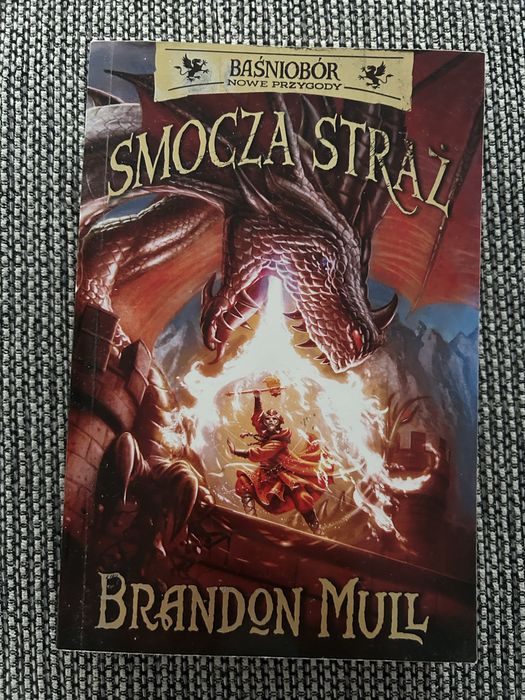 BAŚNIOBÓR
NOWE PRZYGODY
SMOCZA STRAŻ
BRANDON MULL